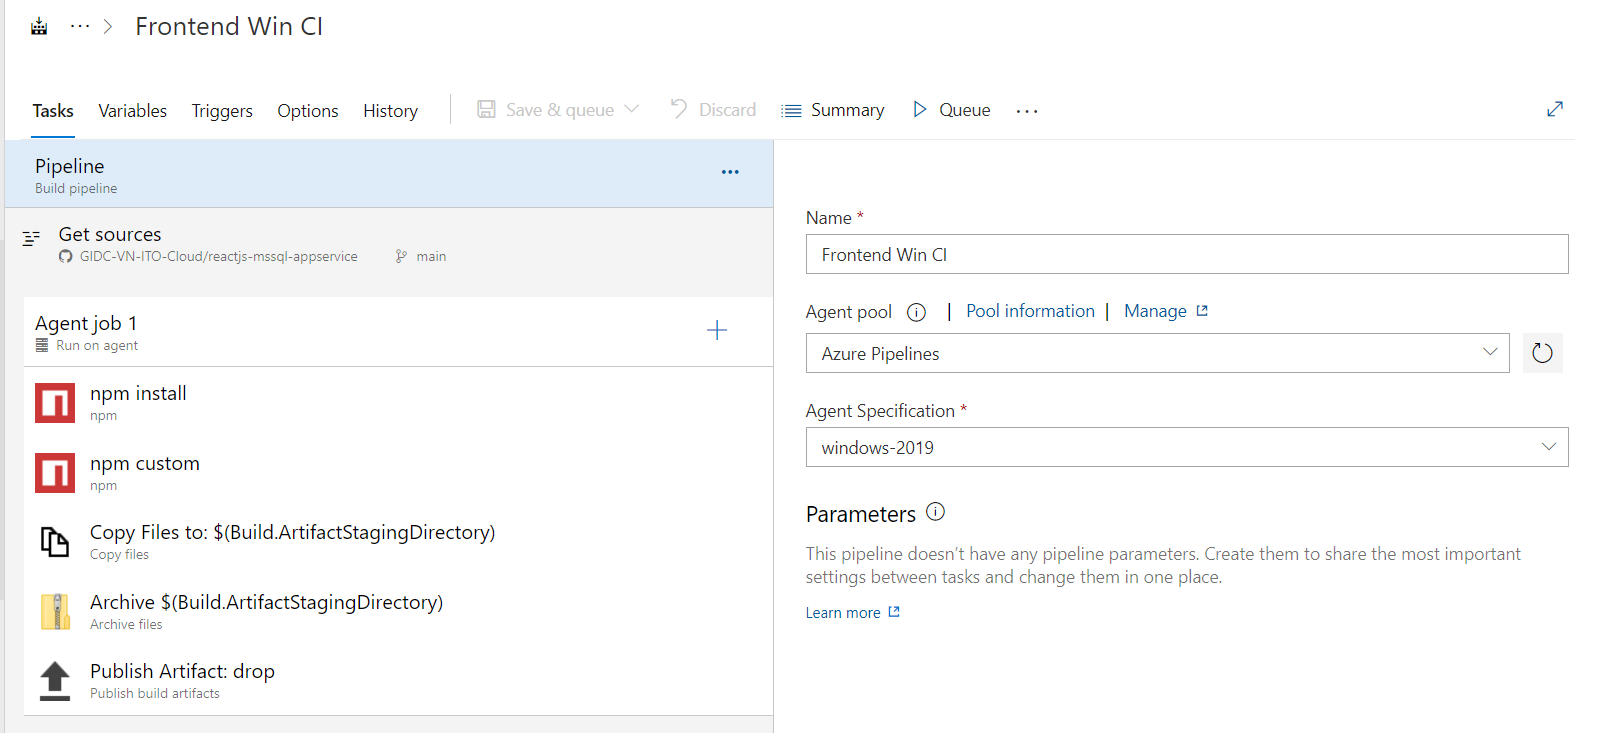 ··· > Frontend Win CI
Tasks Variables Triggers Options History Save & queue Discard Summary Queue ···
Pipeline
Build pipeline
Get sources
GIDC-VN-ITO-Cloud/reactjs-mssql-appservice main
Agent job 1
Run on agent
npm install
npm
npm custom
npm
Copy Files to: $(Build.ArtifactStagingDirectory)
Copy files
Archive $(Build.ArtifactStagingDirectory)
Archive files
Publish Artifact: drop
Publish build artifacts
Name *
Frontend Win CI
Agent pool | Pool information | Manage
Azure Pipelines
Agent Specification *
windows-2019
Parameters
This pipeline doesn't have any pipeline parameters. Create them to share the most important
settings between tasks and change them in one place.
Learn more